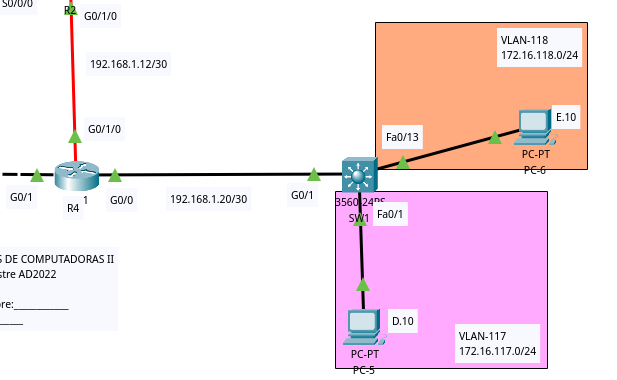 S0/0/0
R2
G0/1/0
VLAN-118
172.16.118.0/24
192.168.1.12/30
E.10
G0/1/0
Fa0/13
PC-PT
PC-6
G0/1
R4
1
G0/0
192.168.1.20/30
G0/1
3560-24PS
SW1
Fa0/1
S DE COMPUTADORAS II
stre AD2022
bre:____________
D.10
VLAN-117
172.16.117.0/24
PC-PT
PC-5